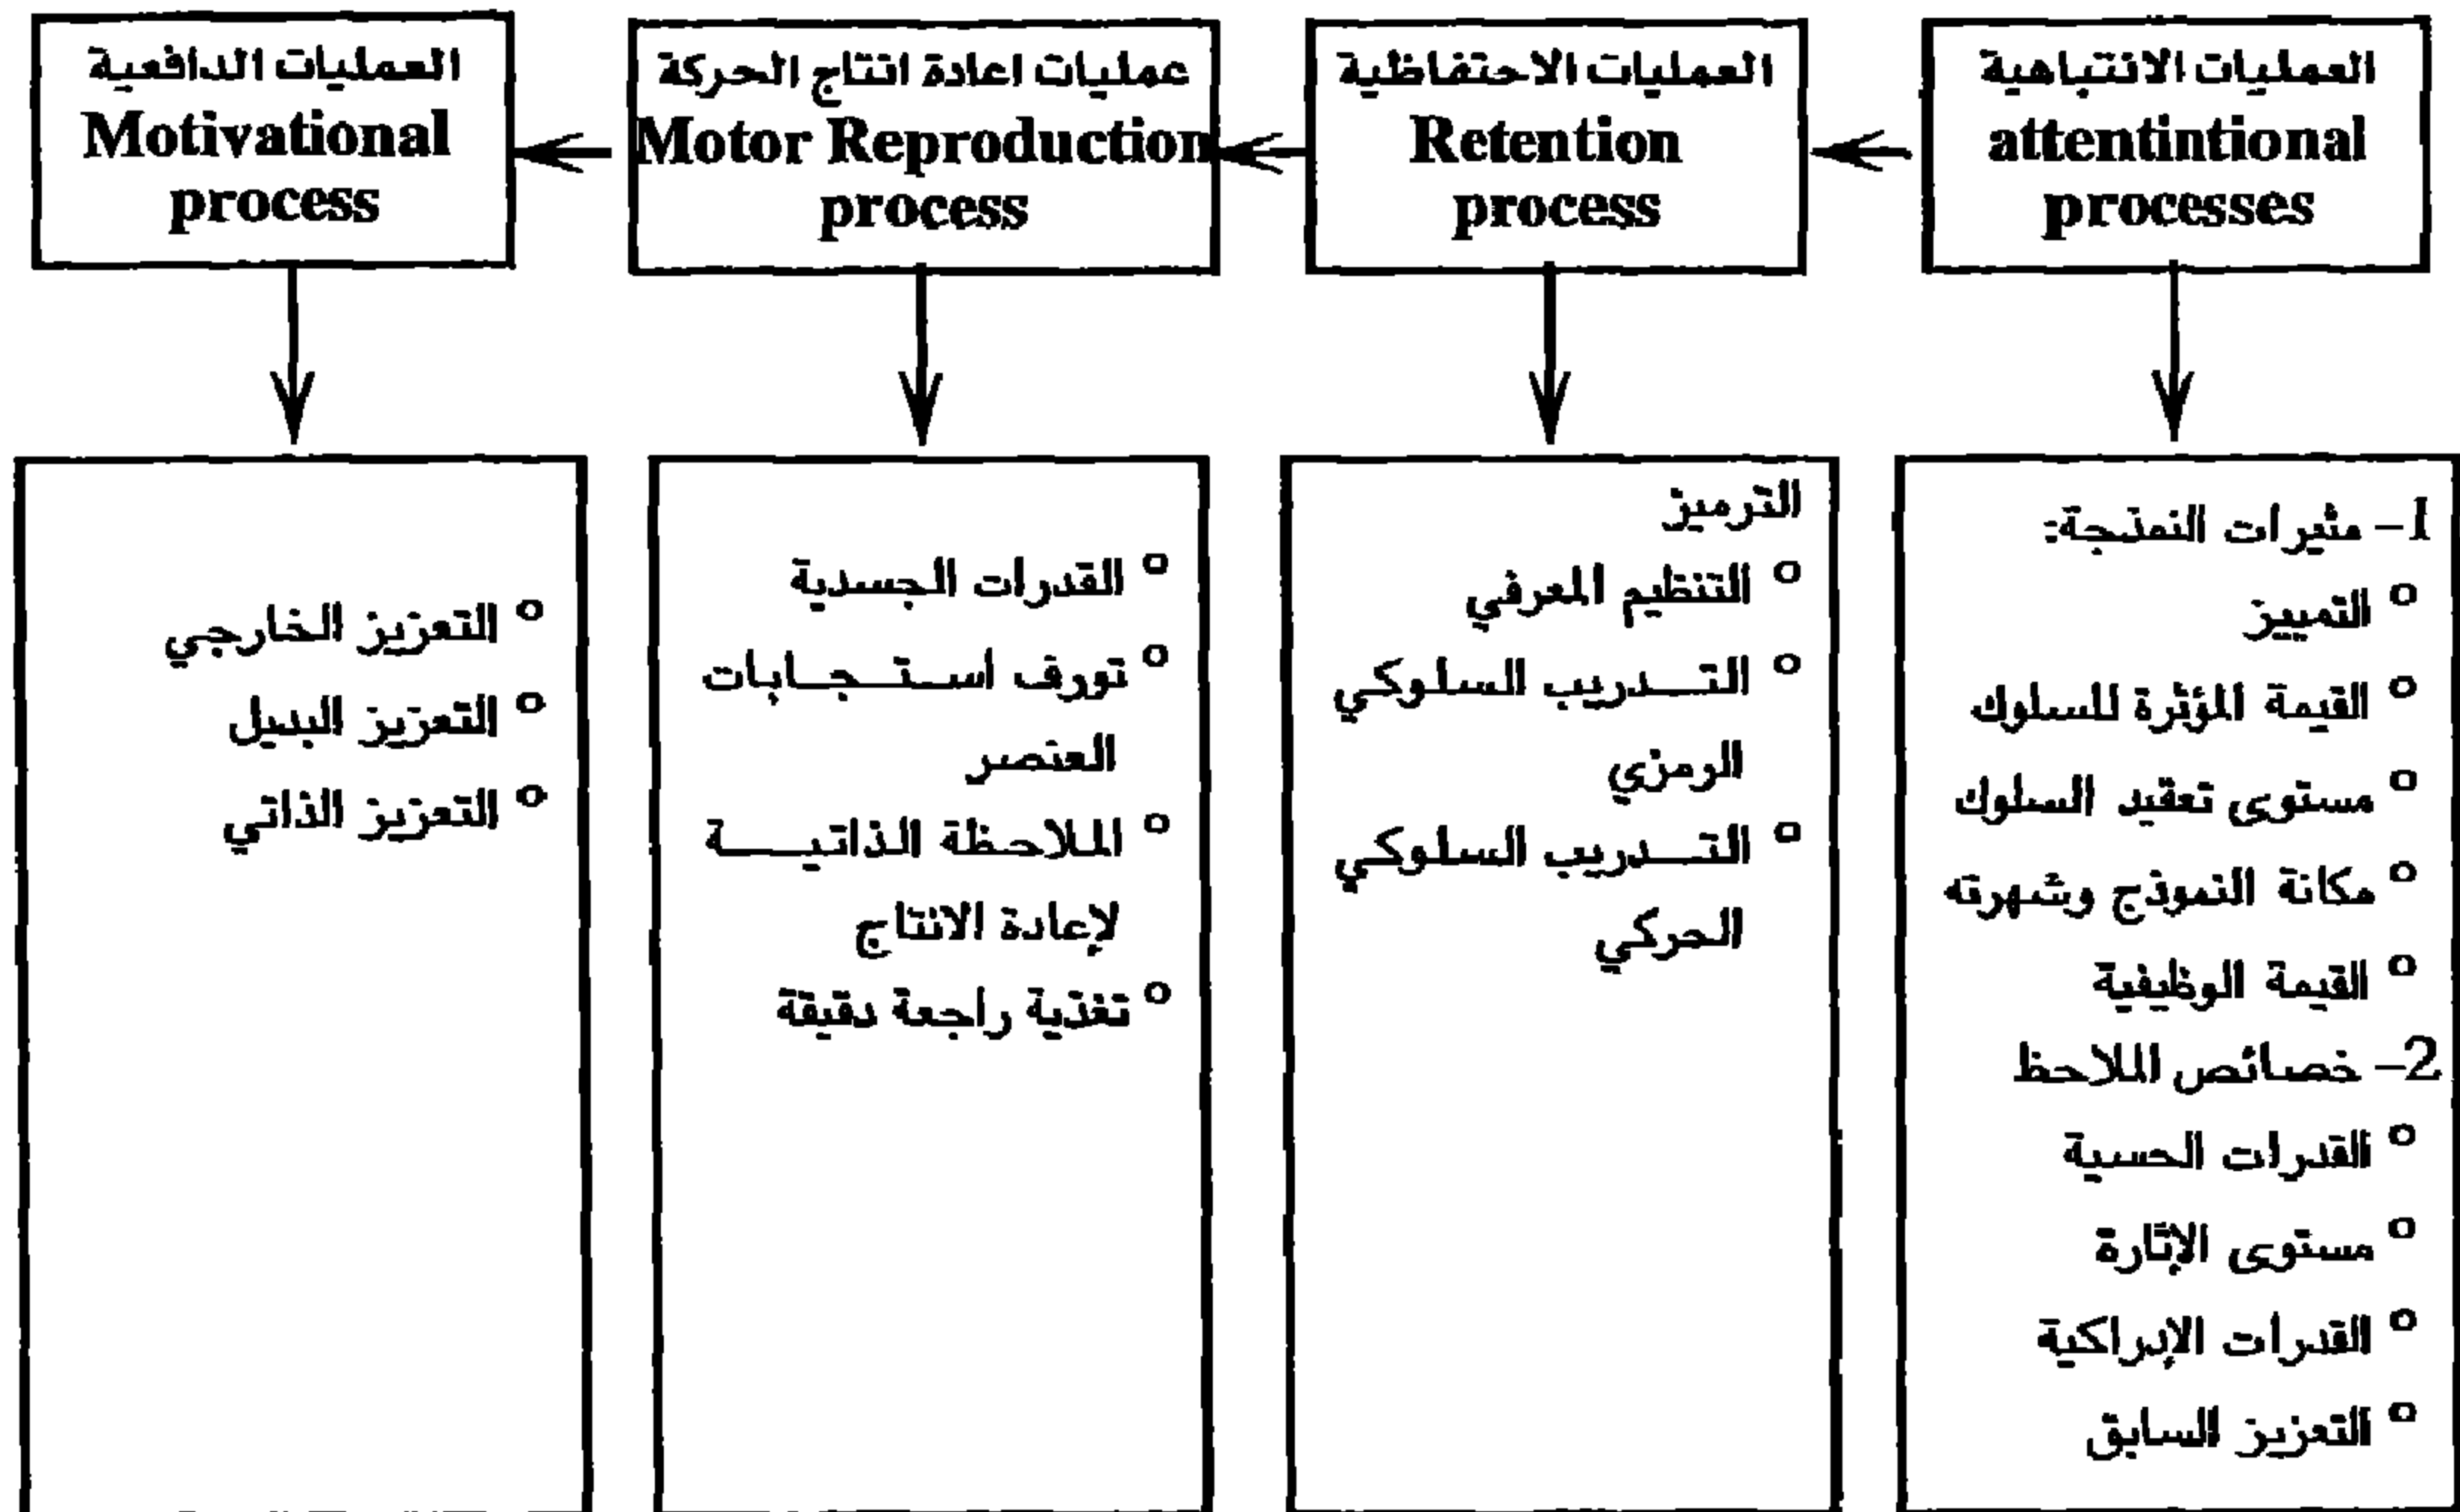 العمليات الانتباهية
attentintional
processes
العمليات الاحتفاظية
Retention
process
عمليات اعادة انتاج الحركة
Motor Reproduction
process
العمليات الدافعية
Motivational
process
1- مثيرات النمذجة:
° التمييز
° القيمة المؤثرة للسلوك
° مستوى تعقيد السلوك
° مكانة النموذج وشهرته
° القيمة الوظيفية
2- خصائص الملاحظ
° القدرات الحسية
° مستوى الإثارة
° القدرات الإدراكية
° التعزيز السابق
الترميز
° التنظيم المعرفي
° التدريب السلوكي
الرمزي
° التدريب السلوكي
الحركي
° القدرات الجسدية
° تورف استجابات
العنصر
° الملاحظة الذاتية
لإعادة الانتاج
° تغذية راجعة دقيقة
° التعزيز الخارجي
° التعزيز البديل
° التعزيز الذاتي